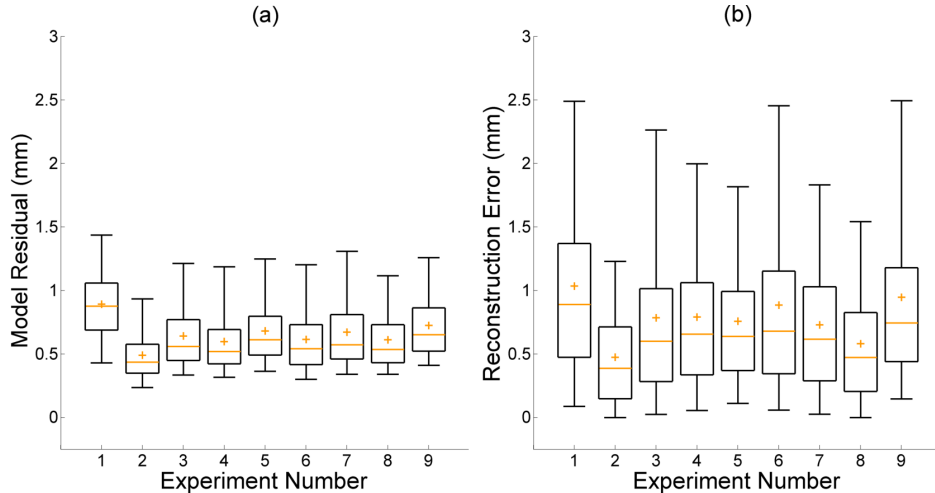 (a)
Model Residual (mm)
3
2.5
2
1.5
1
0.5
0
1 2 3 4 5 6 7 8 9
Experiment Number
(b)
Reconstruction Error (mm)
3
2.5
2
1.5
1
0.5
0
1 2 3 4 5 6 7 8 9
Experiment Number